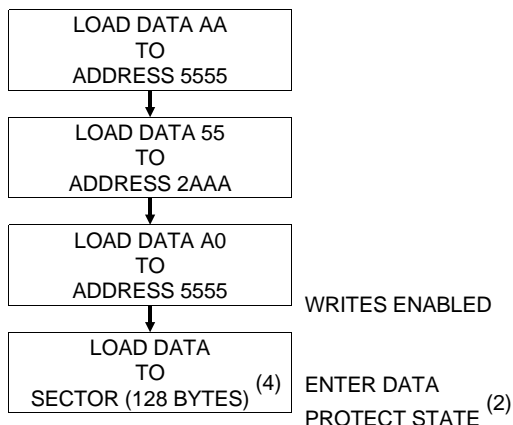 LOAD DATA AA
TO
ADDRESS 5555
LOAD DATA 55
TO
ADDRESS 2AAA
LOAD DATA A0
TO
ADDRESS 5555
WRITES ENABLED
LOAD DATA
TO
SECTOR (128 BYTES) (4)
ENTER DATA
PROTECT STATE (2)